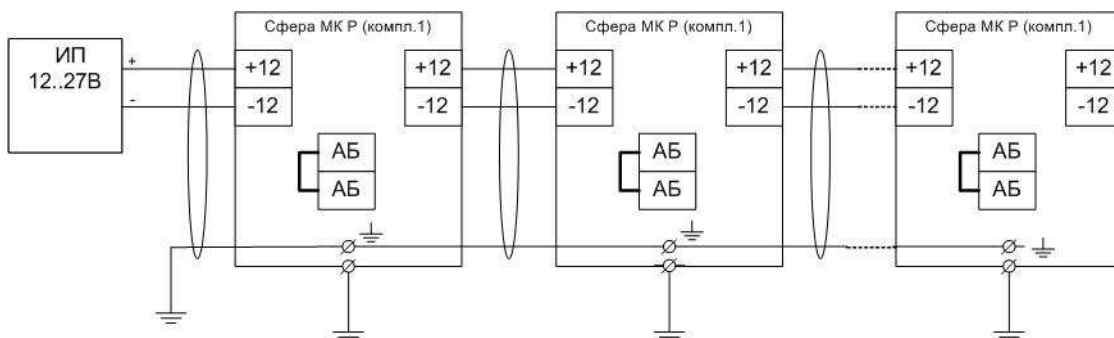 ИП
12..27В
+
-
Сфера МК Р (компл.1)
+12
-12
+12
-12
АБ
АБ
Сфера МК Р (компл.1)
+12
-12
+12
-12
АБ
АБ
Сфера МК Р (компл.1)
+12
-12
+12
-12
АБ
АБ